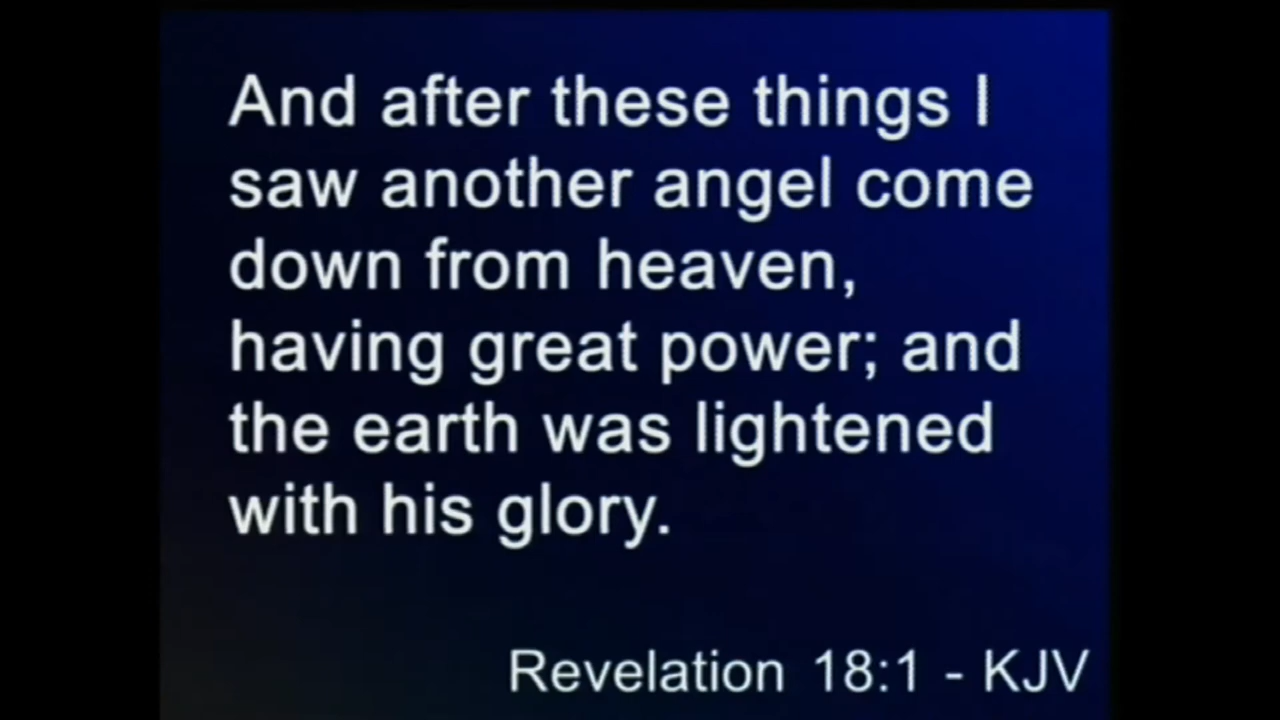 And after these things I
saw another angel come
down from heaven,
having great power; and
the earth was lightened
with his glory.
Revelation 18:1 - KJV